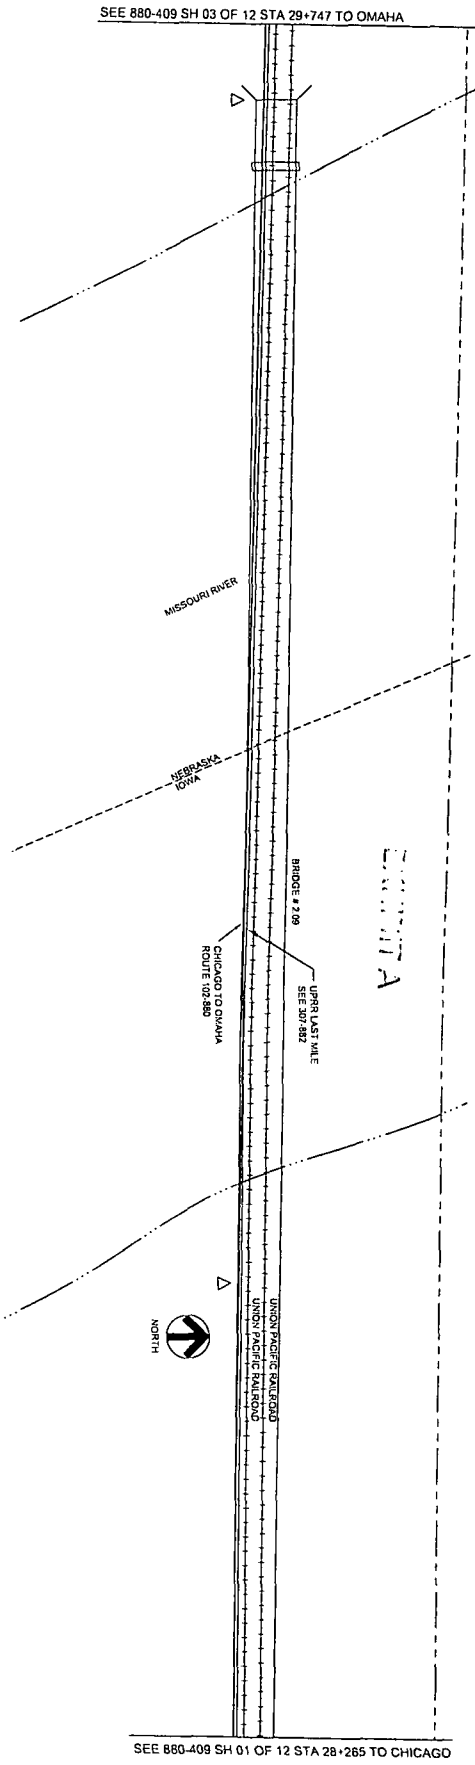 SEE 880-409 SH 03 OF 12 STA 29+747 TO OMAHA
MISSOURI RIVER
NEBRASKA
IOWA
BRIDGE # 2.09
CHICAGO TO OMAHA
ROUTE 102-880
UPRR LAST MILE
SEE 307-882
A
UNION PACIFIC RAILROAD
UNION PACIFIC RAILROAD
NORTH
SEE 880-409 SH 01 OF 12 STA 28+265 TO CHICAGO